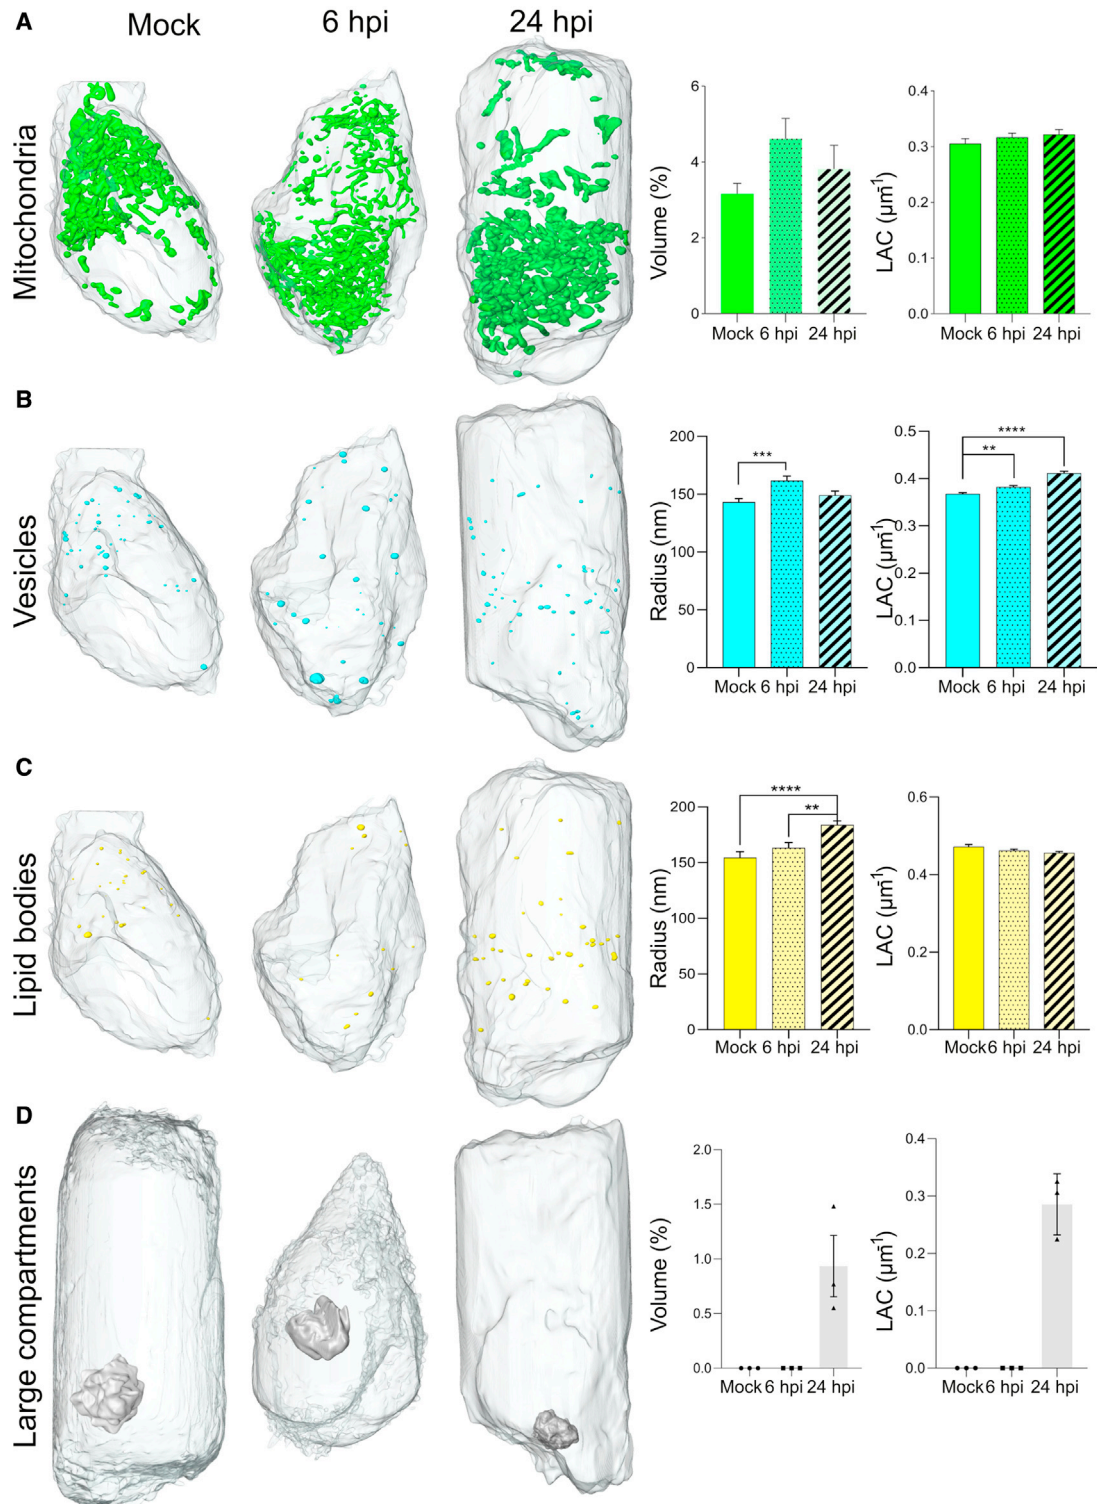 A
Mock
6 hpi
24 hpi
Mitochondria
Volume (%)
6
4
2
0
Mock 6 hpi 24 hpi
LAC (µm⁻¹)
0.4
0.3
0.2
0.1
0.0
Mock 6 hpi 24 hpi
B
Vesicles
Radius (nm)
200
150
100
50
0
***
Mock 6 hpi 24 hpi
LAC (µm⁻¹)
0.5
0.4
0.3
0.2
0.1
0.0
****
**
Mock 6 hpi 24 hpi
C
Lipid bodies
Radius (nm)
200
150
100
50
0
****
**
Mock 6 hpi 24 hpi
LAC (µm⁻¹)
0.6
0.4
0.2
0.0
Mock 6 hpi 24 hpi
D
Large compartments
Volume (%)
2.0
1.5
1.0
0.5
0.0
Mock 6 hpi 24 hpi
LAC (µm⁻¹)
0.4
0.3
0.2
0.1
0.0
Mock 6 hpi 24 hpi